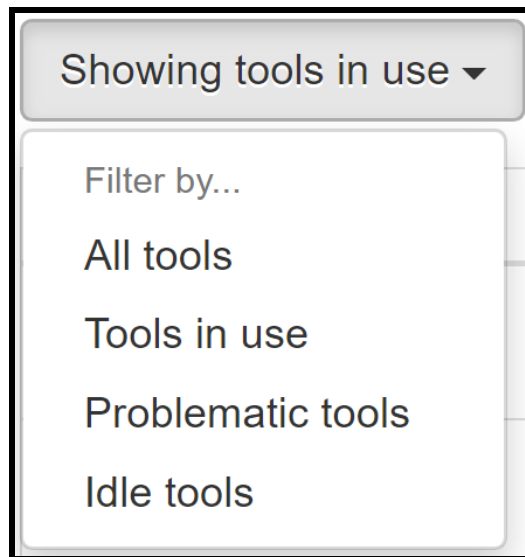 Showing tools in use
Filter by...
All tools
Tools in use
Problematic tools
Idle tools